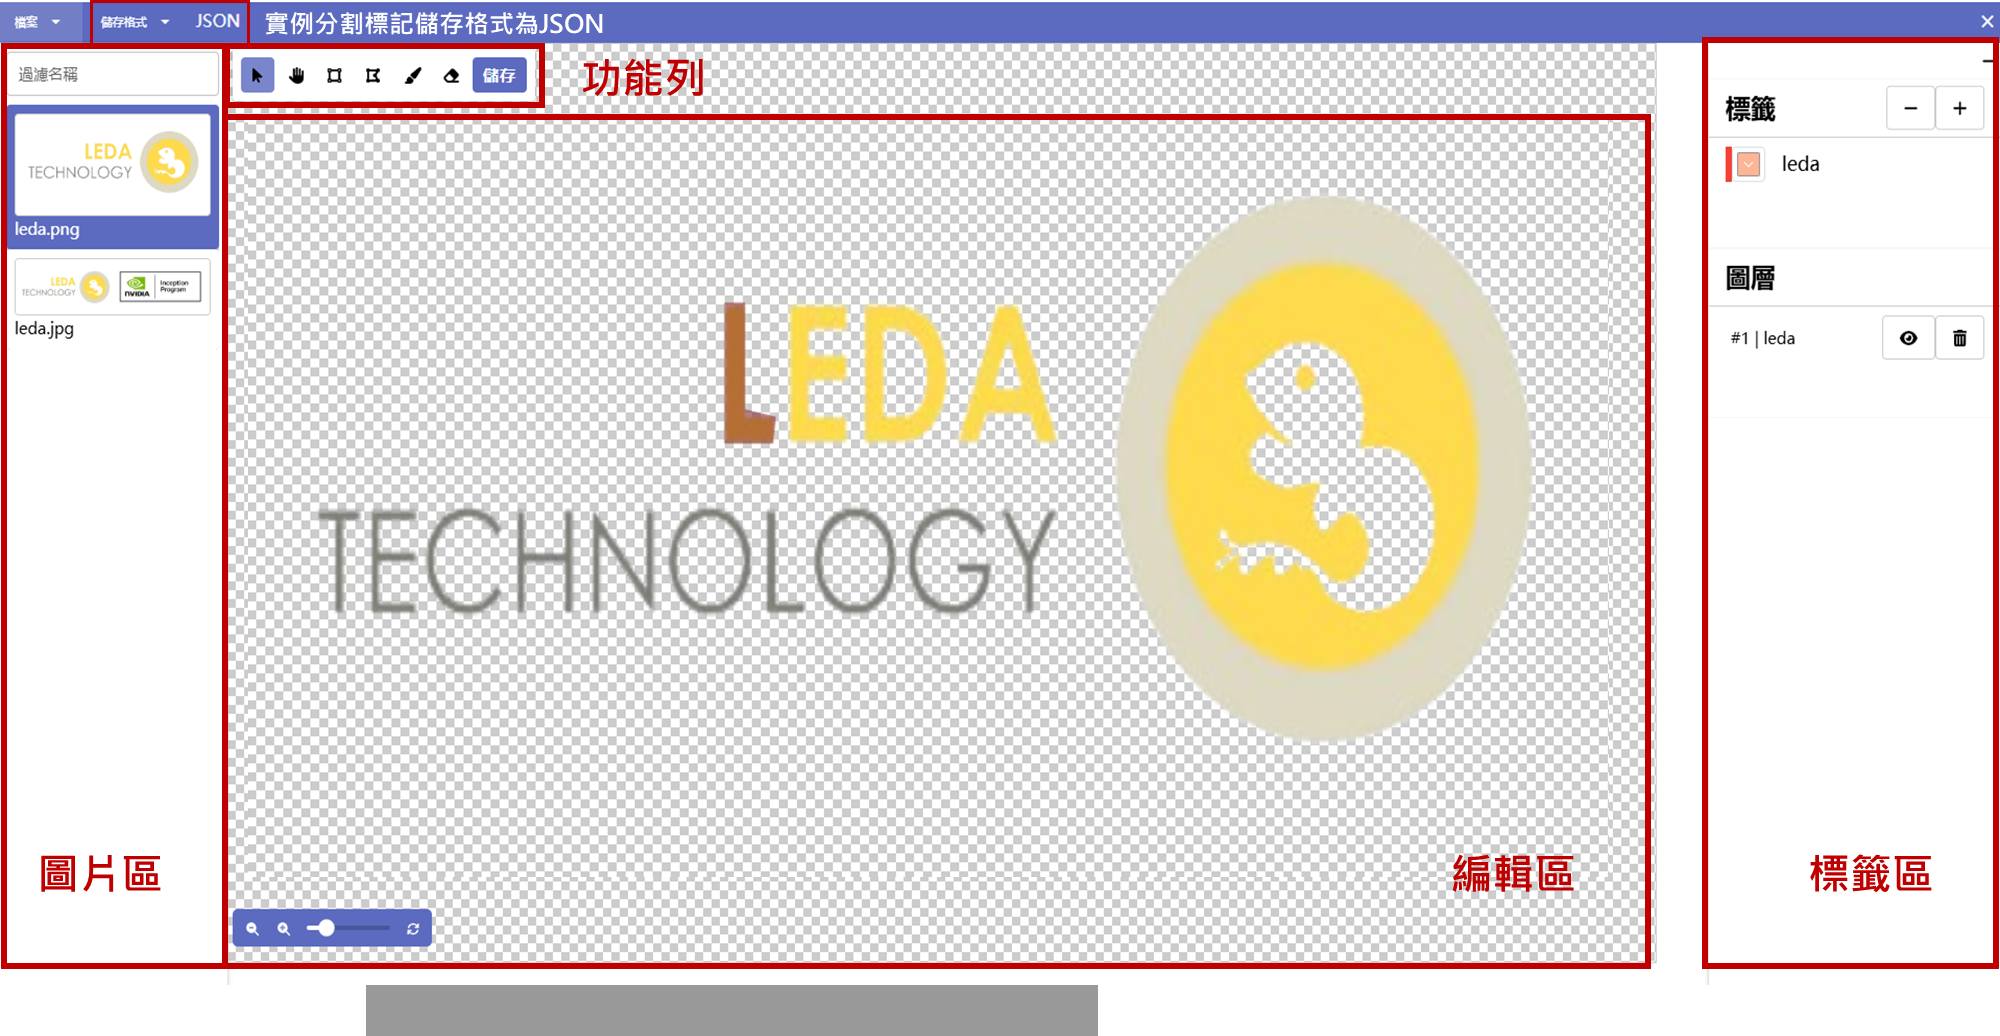 檔案 儲存格式 JSON 實例分割標記儲存格式為JSON
過濾名稱
儲存
功能列
LEDA
TECHNOLOGY
leda.png
LEDA
TECHNOLOGY
NVIDIA
Inception
Program
leda.jpg
圖片區
LEDA
TECHNOLOGY
編輯區
標籤
leda
圖層
#1 | leda
標籤區